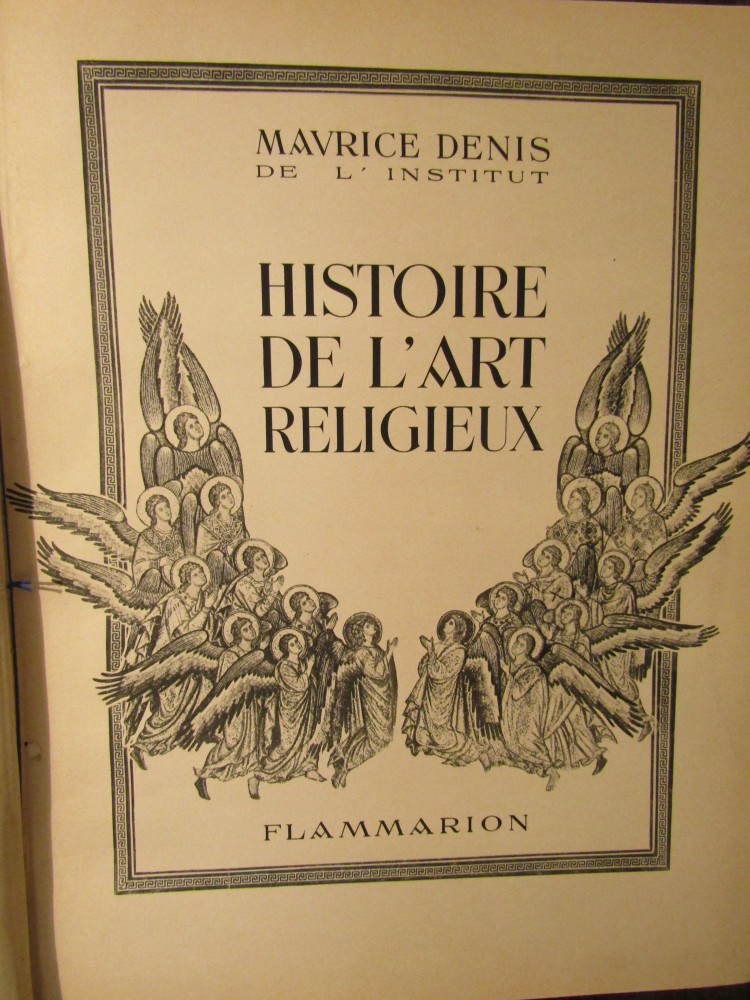 MAVRICE DENIS
DE L'INSTITUT
HISTOIRE
DE L'ART
RELIGIEUX
FLAMMARION